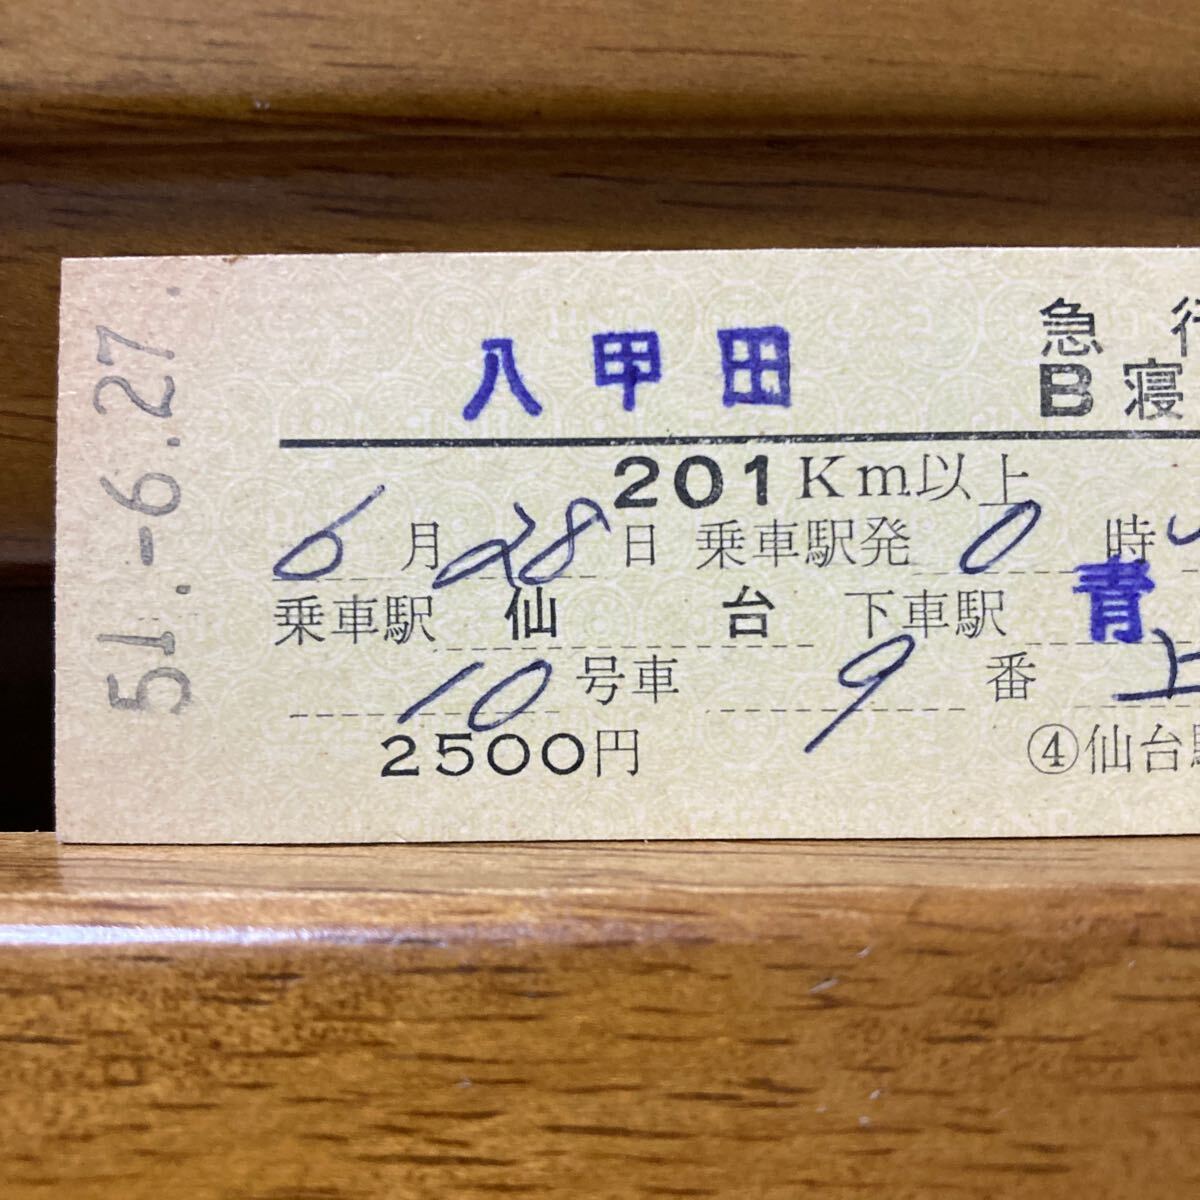 51.-6.27.
八甲田 急行
B寝
201Km以上
6月28日 乗車駅発 0時
乗車駅 仙台 下車駅 青
10号車 9番 上
2500円 ④仙台駅